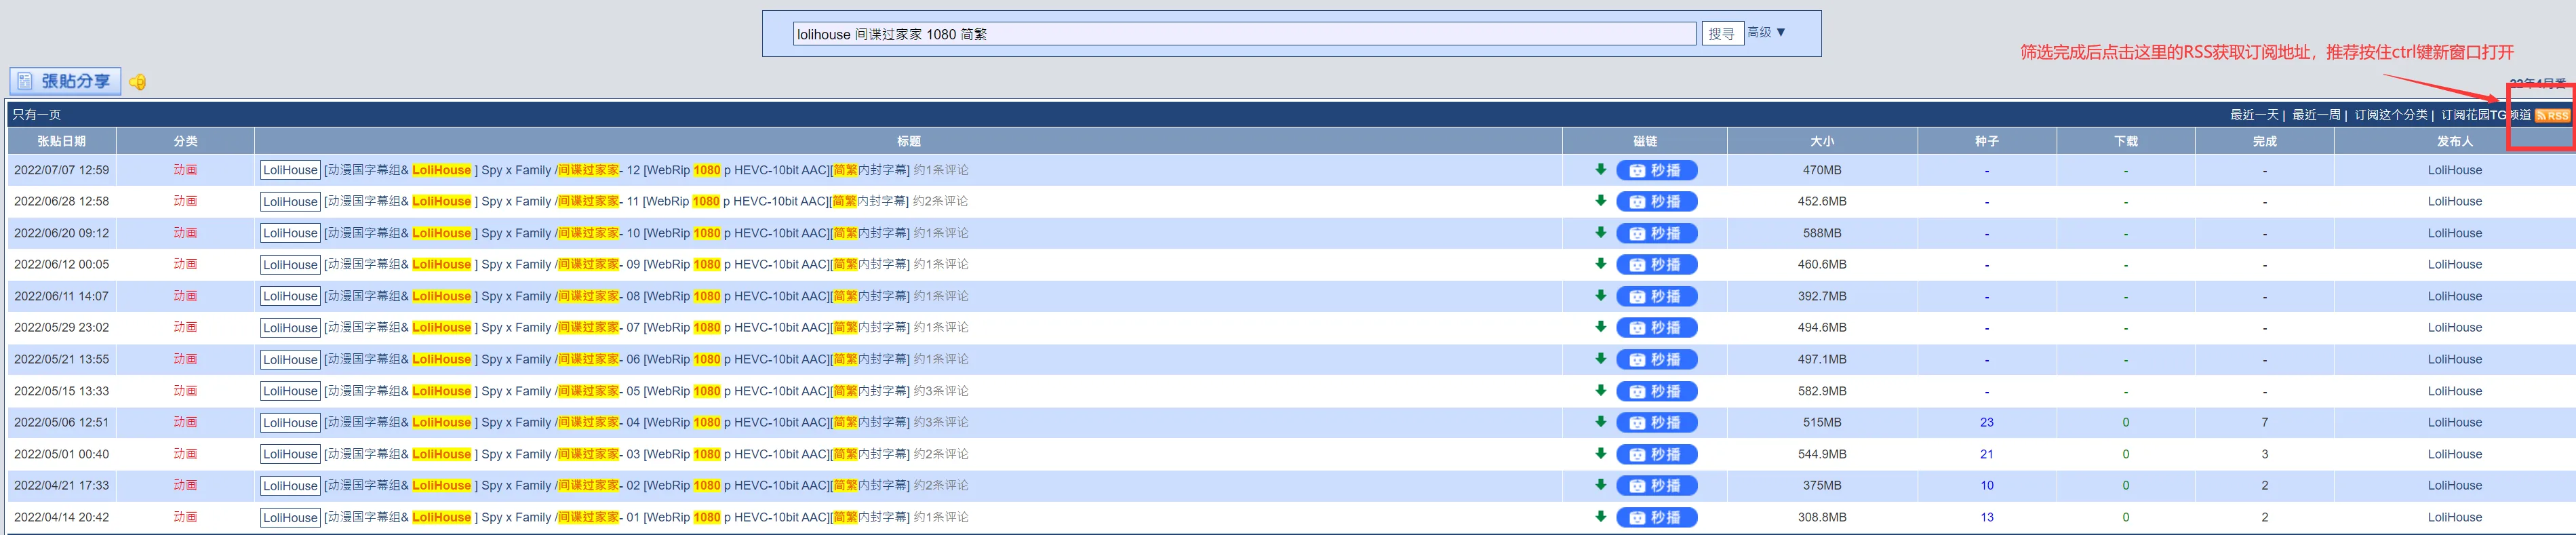 lolihouse 间谍过家家 1080 简繁
搜寻 高级 ▼
筛选完成后点击这里的RSS获取订阅地址，推荐按住ctrl键新窗口打开
張貼分享
只有一页
最近一天 | 最近一周 | 订阅这个分类 | 订阅花园TG频道 RSS
张贴日期 分类 标题 磁链 大小 种子 下载 完成 发布人
2022/07/07 12:59 动画 LoliHouse [动漫国字幕组& LoliHouse ] Spy x Family /间谍过家家- 12 [WebRip 1080 p HEVC-10bit AAC][简繁内封字幕] 约1条评论 秒播 470MB - - - LoliHouse
2022/06/28 12:58 动画 LoliHouse [动漫国字幕组& LoliHouse ] Spy x Family /间谍过家家- 11 [WebRip 1080 p HEVC-10bit AAC][简繁内封字幕] 约2条评论 秒播 452.6MB - - - LoliHouse
2022/06/20 09:12 动画 LoliHouse [动漫国字幕组& LoliHouse ] Spy x Family /间谍过家家- 10 [WebRip 1080 p HEVC-10bit AAC][简繁内封字幕] 约1条评论 秒播 588MB - - - LoliHouse
2022/06/12 00:05 动画 LoliHouse [动漫国字幕组& LoliHouse ] Spy x Family /间谍过家家- 09 [WebRip 1080 p HEVC-10bit AAC][简繁内封字幕] 约1条评论 秒播 460.6MB - - - LoliHouse
2022/06/11 14:07 动画 LoliHouse [动漫国字幕组& LoliHouse ] Spy x Family /间谍过家家- 08 [WebRip 1080 p HEVC-10bit AAC][简繁内封字幕] 约1条评论 秒播 392.7MB - - - LoliHouse
2022/05/29 23:02 动画 LoliHouse [动漫国字幕组& LoliHouse ] Spy x Family /间谍过家家- 07 [WebRip 1080 p HEVC-10bit AAC][简繁内封字幕] 约1条评论 秒播 494.6MB - - - LoliHouse
2022/05/21 13:55 动画 LoliHouse [动漫国字幕组& LoliHouse ] Spy x Family /间谍过家家- 06 [WebRip 1080 p HEVC-10bit AAC][简繁内封字幕] 约1条评论 秒播 497.1MB - - - LoliHouse
2022/05/15 13:33 动画 LoliHouse [动漫国字幕组& LoliHouse ] Spy x Family /间谍过家家- 05 [WebRip 1080 p HEVC-10bit AAC][简繁内封字幕] 约3条评论 秒播 582.9MB - - - LoliHouse
2022/05/06 12:51 动画 LoliHouse [动漫国字幕组& LoliHouse ] Spy x Family /间谍过家家- 04 [WebRip 1080 p HEVC-10bit AAC][简繁内封字幕] 约3条评论 秒播 515MB 23 0 7 LoliHouse
2022/05/01 00:40 动画 LoliHouse [动漫国字幕组& LoliHouse ] Spy x Family /间谍过家家- 03 [WebRip 1080 p HEVC-10bit AAC][简繁内封字幕] 约2条评论 秒播 544.9MB 21 0 3 LoliHouse
2022/04/21 17:33 动画 LoliHouse [动漫国字幕组& LoliHouse ] Spy x Family /间谍过家家- 02 [WebRip 1080 p HEVC-10bit AAC][简繁内封字幕] 约2条评论 秒播 375MB 10 0 2 LoliHouse
2022/04/14 20:42 动画 LoliHouse [动漫国字幕组& LoliHouse ] Spy x Family /间谍过家家- 01 [WebRip 1080 p HEVC-10bit AAC][简繁内封字幕] 约1条评论 秒播 308.8MB 13 0 2 LoliHouse